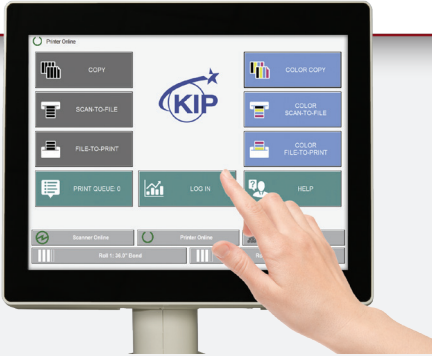 Printer Online
COPY
KIP
COLOR COPY
SCAN-TO-FILE
COLOR
SCAN-TO-FILE
FILE-TO-PRINT
COLOR
FILE-TO-PRINT
PRINT QUEUE: 0
LOG IN
HELP
Scanner Online
Printer Online
Roll 1: 36.0" Bond